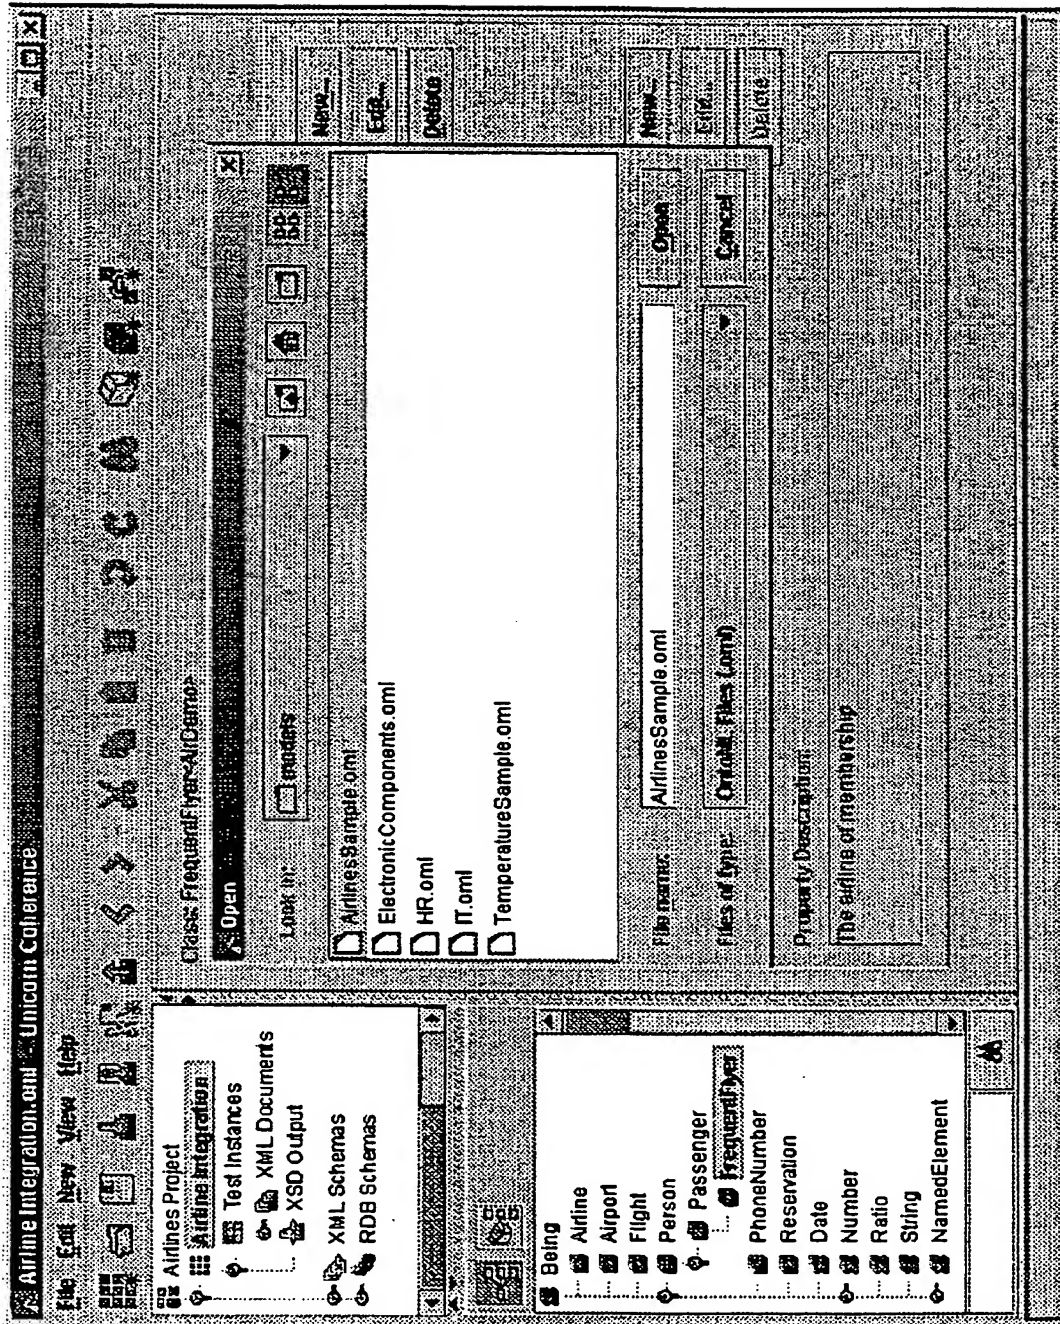 Airline Integration.oml - Unicorn Coherence
File Edit New View Help
Airlines Project
Airline Integration
Test Instances
XML Documents
XSD Output
XML Schemas
RDB Schemas
Being
Airline
Airport
Flight
Person
Passenger
FrequentFlyer
PhoneNumber
Reservation
Date
Number
Ratio
String
NamedElement
Class: FrequentFlyer<AirDemo>
Open
Look in:
models
AirlinesSample.oml
ElectronicComponents.oml
HR.oml
IT.oml
TemperatureSample.oml
File name:
AirlinesSample.oml
Open
Files of type:
OntoML Files (.oml)
Cancel
New...
Edit...
Delete
New...
Edit...
Delete
Property Description:
The airline of membership